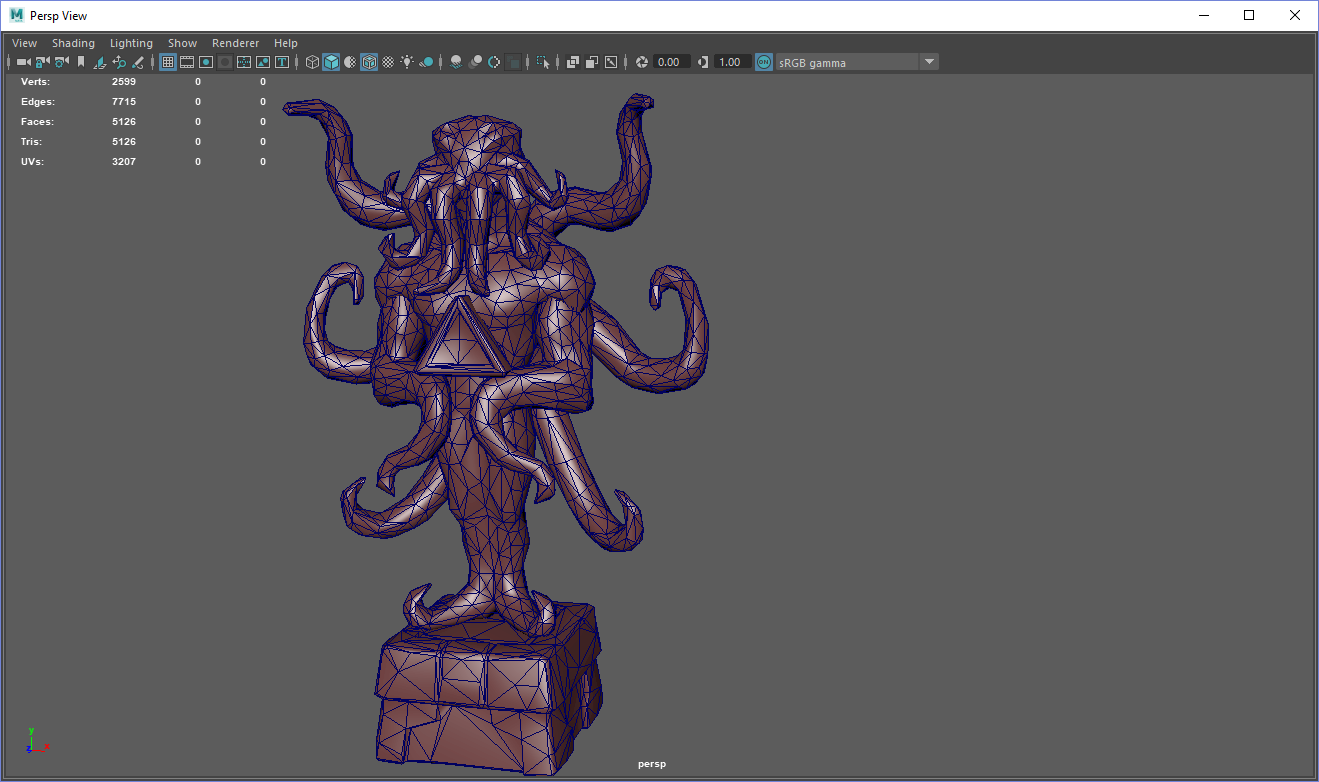 Persp View
View Shading Lighting Show Renderer Help
0.00 1.00 ON sRGB gamma
Verts: 2599 0 0
Edges: 7715 0 0
Faces: 5126 0 0
Tris: 5126 0 0
UVs: 3207 0 0
y
z x
persp